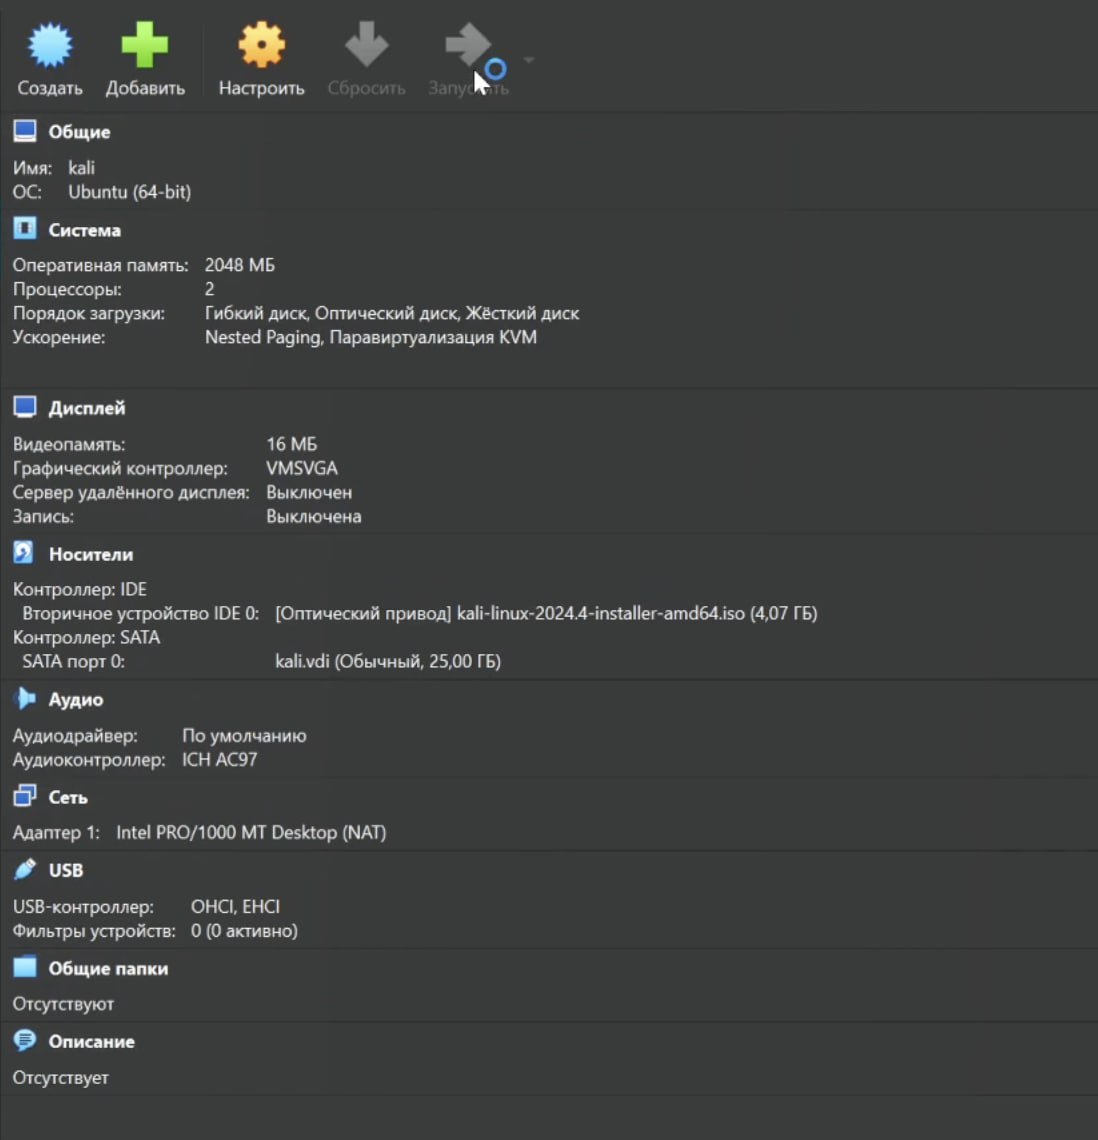 Создать Добавить Настроить Сбросить Запустить
Общие
Имя: kali
ОС: Ubuntu (64-bit)
Система
Оперативная память: 2048 МБ
Процессоры: 2
Порядок загрузки: Гибкий диск, Оптический диск, Жёсткий диск
Ускорение: Nested Paging, Паравиртуализация KVM
Дисплей
Видеопамять: 16 МБ
Графический контроллер: VMSVGA
Сервер удалённого дисплея: Выключен
Запись: Выключена
Носители
Контроллер: IDE
Вторичное устройство IDE 0: [Оптический привод] kali-linux-2024.4-installer-amd64.iso (4,07 ГБ)
Контроллер: SATA
SATA порт 0: kali.vdi (Обычный, 25,00 ГБ)
Аудио
Аудиодрайвер: По умолчанию
Аудиоконтроллер: ICH AC97
Сеть
Адаптер 1: Intel PRO/1000 MT Desktop (NAT)
USB
USB-контроллер: OHCI, EHCI
Фильтры устройств: 0 (0 активно)
Общие папки
Отсутствуют
Описание
Отсутствует